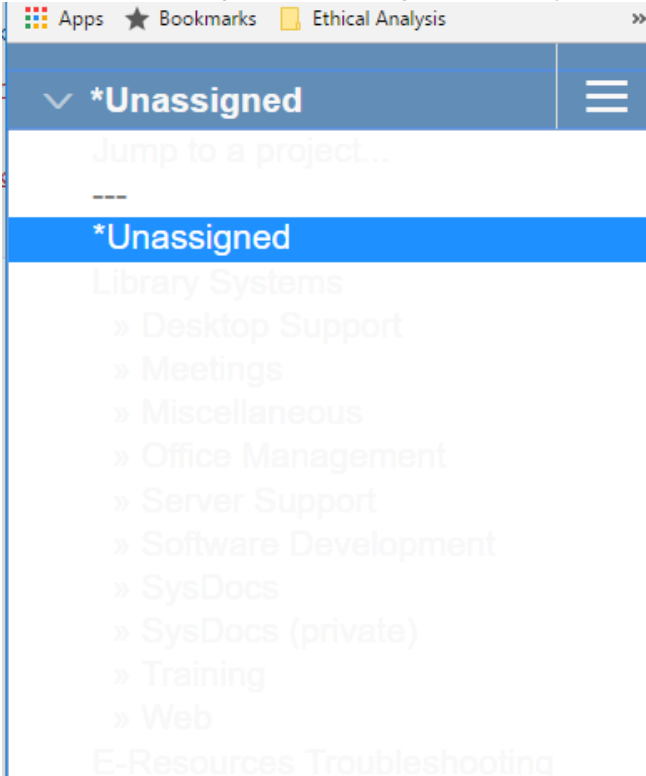 Apps Bookmarks Ethical Analysis »
*Unassigned
Jump to a project...
---
*Unassigned
Library Systems
» Desktop Support
» Meetings
» Miscellaneous
» Office Management
» Server Support
» Software Development
» SysDocs
» SysDocs (private)
» Training
» Web
E-Resources Troubleshooting